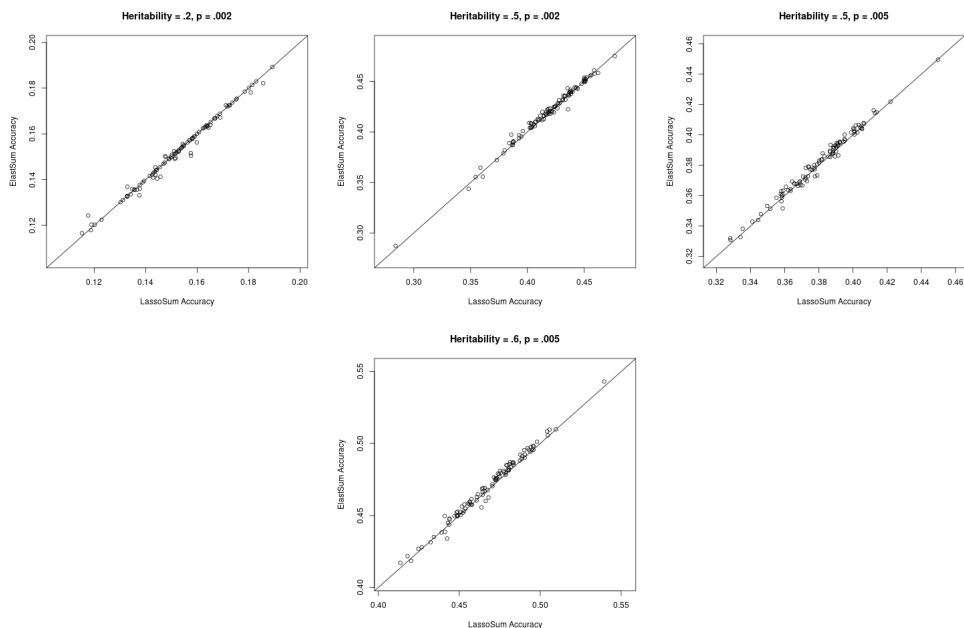 Heritability = .2, p = .002
ElastSum Accuracy
0.20
0.18
0.16
0.14
0.12
0.12 0.14 0.16 0.18 0.20
LassoSum Accuracy
Heritability = .5, p = .002
ElastSum Accuracy
0.45
0.40
0.35
0.30
0.30 0.35 0.40 0.45
LassoSum Accuracy
Heritability = .5, p = .005
ElastSum Accuracy
0.46
0.44
0.42
0.40
0.38
0.36
0.34
0.32
0.32 0.34 0.36 0.38 0.40 0.42 0.44 0.46
LassoSum Accuracy
Heritability = .6, p = .005
ElastSum Accuracy
0.55
0.50
0.45
0.40
0.40 0.45 0.50 0.55
LassoSum Accuracy